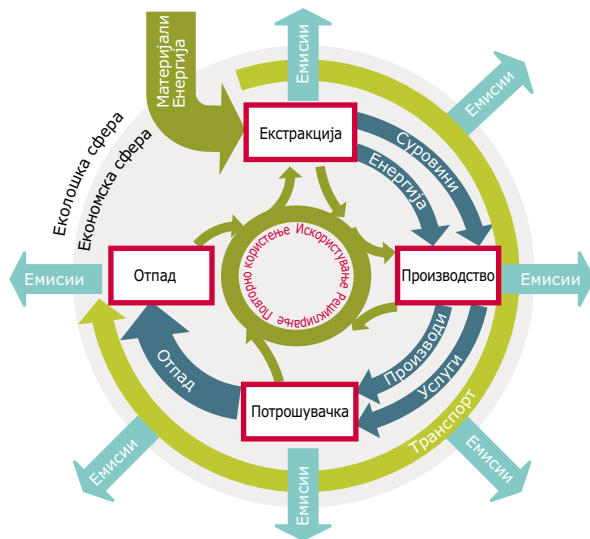 Материјали
Енергија
Емисии
Емисии
Еколошка сфера
Економска сфера
Екстракција
Суровини
Енергија
Искористување Рециклирање Повторно користење
Емисии
Отпад
Производство
Емисии
Отпад
Производи
Услуги
Потрошувачка
Транспорт
Емисии
Емисии
Емисии